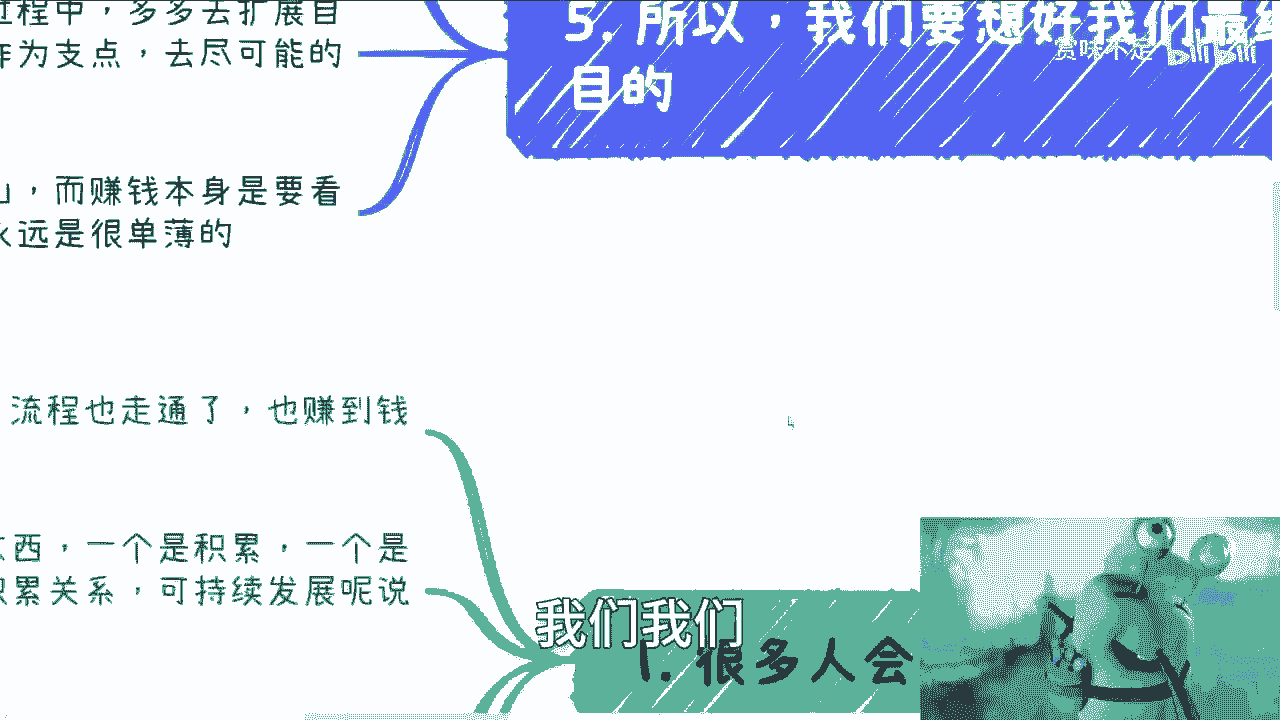 过程中，多多去扩展自
作为支点，去尽可能的
，而赚钱本身是要看
永远是很单薄的
5. 所以，我们要想好我们最终
目的
赏味不足
bilibili
流程也走通了，也赚到钱
东西，一个是积累，一个是
积累关系，可持续发展呢说
我们我们
1. 很多人会